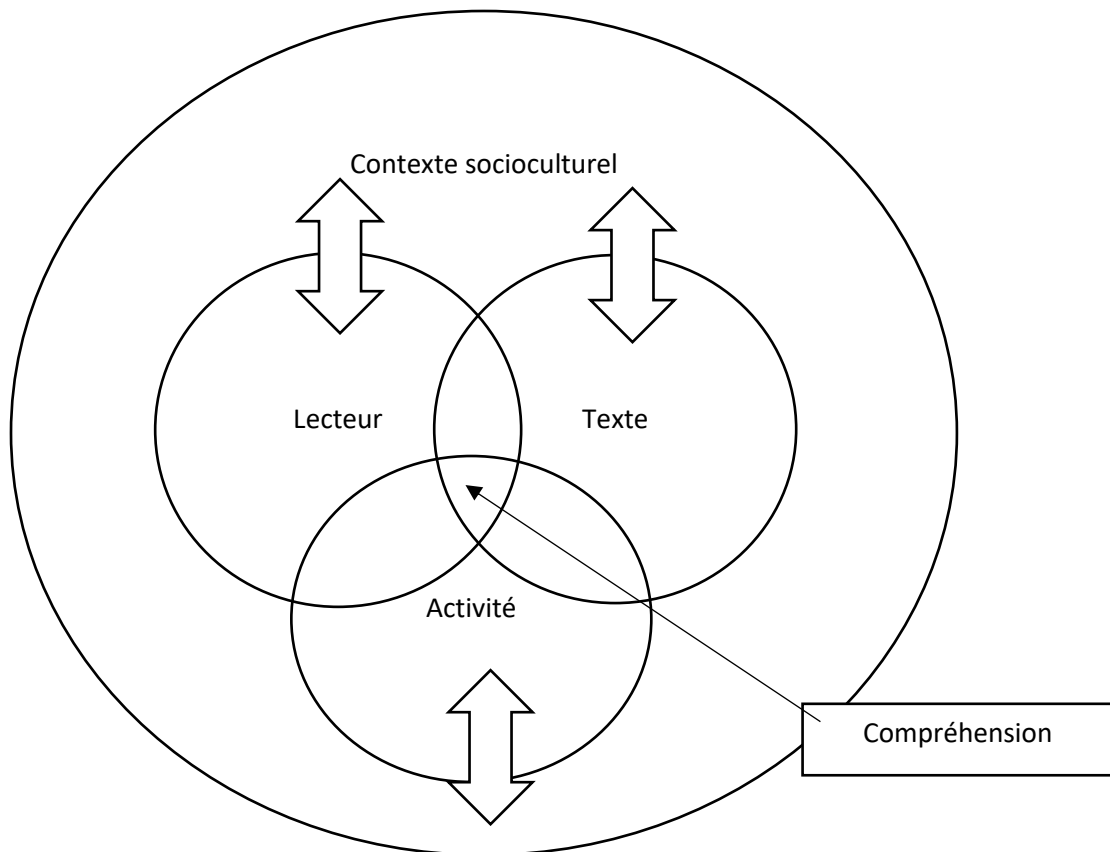 Contexte socioculturel
Lecteur
Texte
Activité
Compréhension